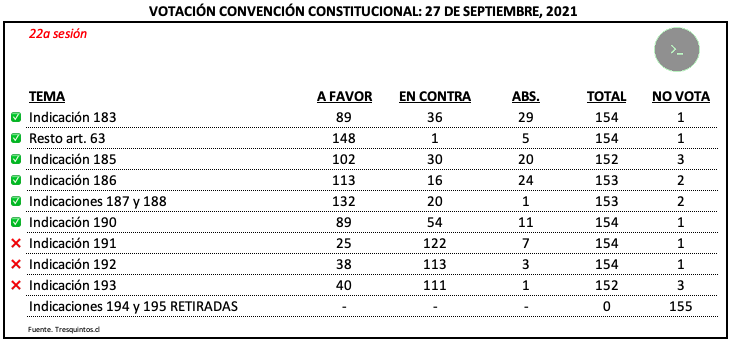 VOTACIÓN CONVENCIÓN CONSTITUCIONAL: 27 DE SEPTIEMBRE, 2021
22a sesión
>_
TEMA A FAVOR EN CONTRA ABS. TOTAL NO VOTA
✅ Indicación 183 89 36 29 154 1
✅ Resto art. 63 148 1 5 154 1
✅ Indicación 185 102 30 20 152 3
✅ Indicación 186 113 16 24 153 2
✅ Indicaciones 187 y 188 132 20 1 153 2
✅ Indicación 190 89 54 11 154 1
❌ Indicación 191 25 122 7 154 1
❌ Indicación 192 38 113 3 154 1
❌ Indicación 193 40 111 1 152 3
Indicaciones 194 y 195 RETIRADAS - - - 0 155
Fuente. Tresquintos.cl